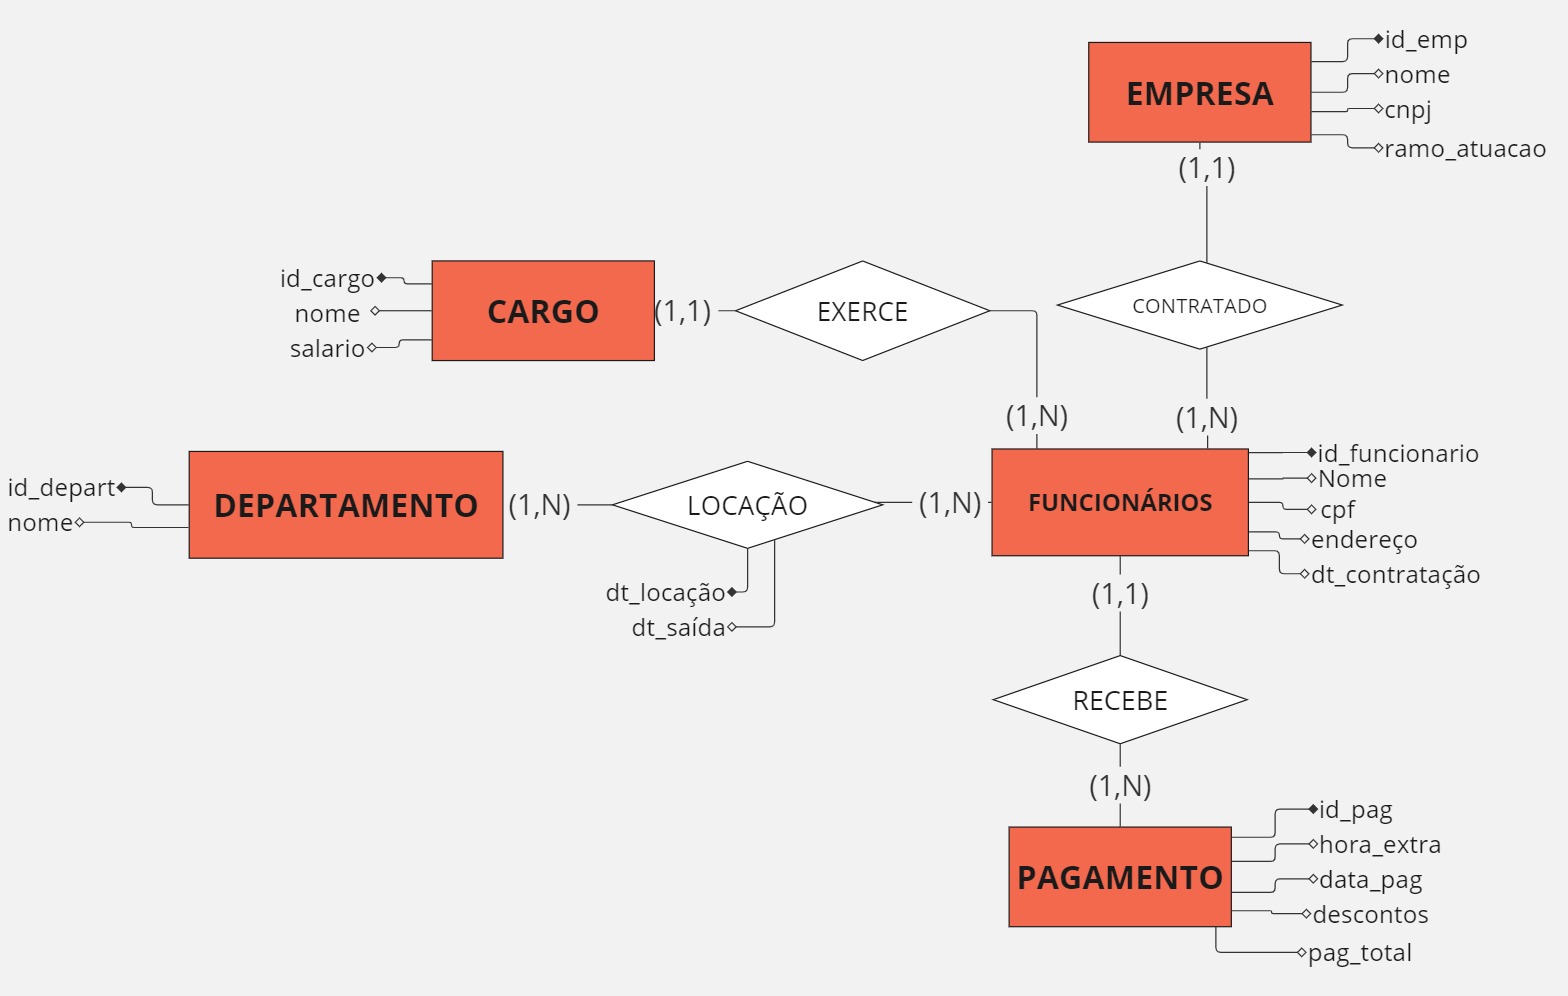 EMPRESA
id_emp
nome
cnpj
ramo_atuacao
(1,1)
CONTRATADO
(1,N)
id_cargo
nome
salario
CARGO
(1,1)
EXERCE
(1,N)
id_depart
nome
DEPARTAMENTO
(1,N)
LOCAÇÃO
(1,N)
dt_locação
dt_saída
FUNCIONÁRIOS
id_funcionario
Nome
cpf
endereço
dt_contratação
(1,1)
RECEBE
(1,N)
PAGAMENTO
id_pag
hora_extra
data_pag
descontos
pag_total